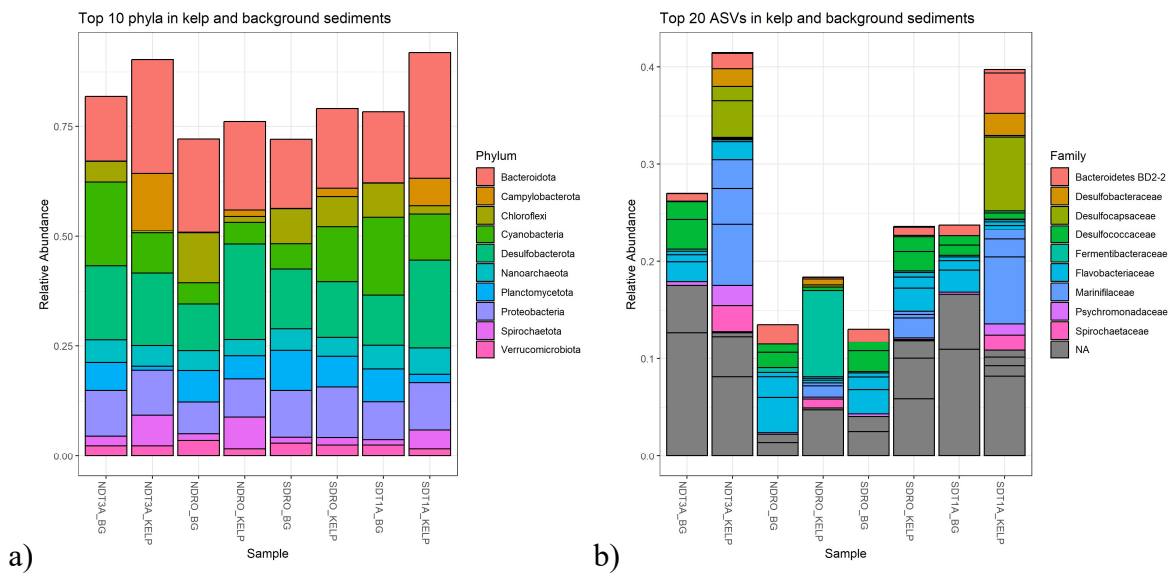 Top 10 phyla in kelp and background sediments
Relative Abundance
0.75
0.50
0.25
0.00
NDT3A_BG
NDT3A_KELP
NDRO_BG
NDRO_KELP
SDRO_BG
SDRO_KELP
SDT1A_BG
SDT1A_KELP
Sample
Phylum
Bacteroidota
Campylobacterota
Chloroflexi
Cyanobacteria
Desulfobacterota
Nanoarchaeota
Planctomycetota
Proteobacteria
Spirochaetota
Verrucomicrobiota
a)
Top 20 ASVs in kelp and background sediments
Relative Abundance
0.4
0.3
0.2
0.1
0.0
NDT3A_BG
NDT3A_KELP
NDRO_BG
NDRO_KELP
SDRO_BG
SDRO_KELP
SDT1A_BG
SDT1A_KELP
Sample
Family
Bacteroidetes BD2-2
Desulfobacteraceae
Desulfocapsaceae
Desulfococcaceae
Fermentibacteraceae
Flavobacteriaceae
Marinifilaceae
Psychromonadaceae
Spirochaetaceae
NA
b)